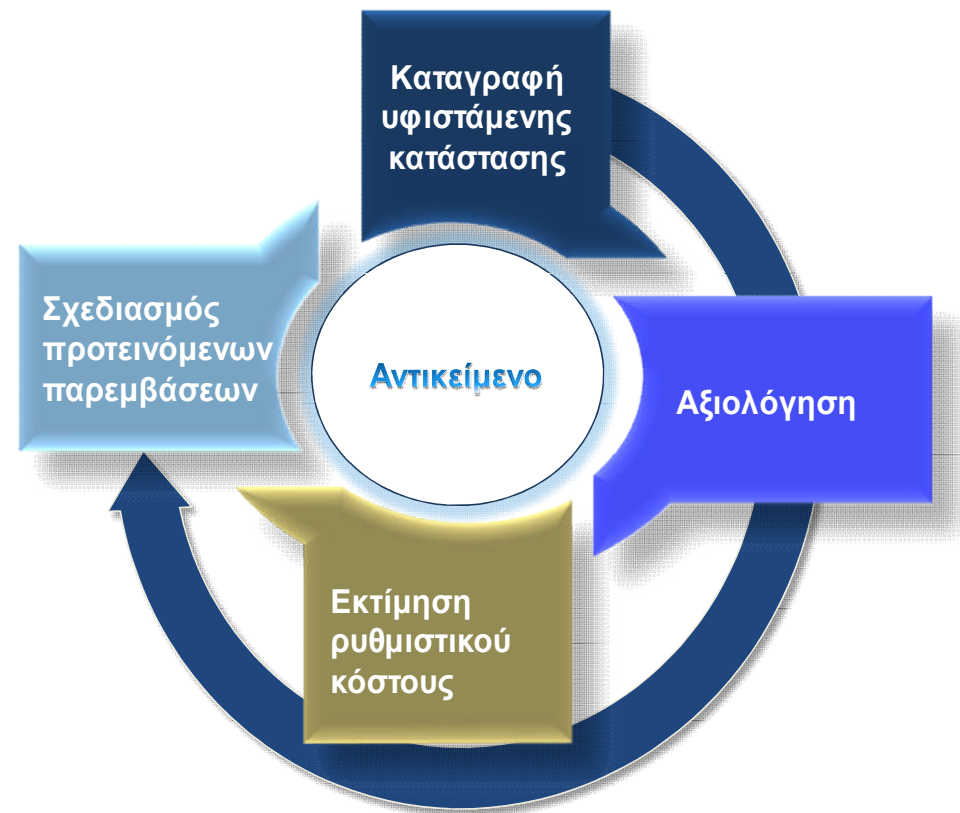 Καταγραφή
υφιστάμενης
κατάστασης
Σχεδιασμός
προτεινόμενων
παρεμβάσεων
Αντικείμενο
Αξιολόγηση
Εκτίμηση
ρυθμιστικού
κόστους